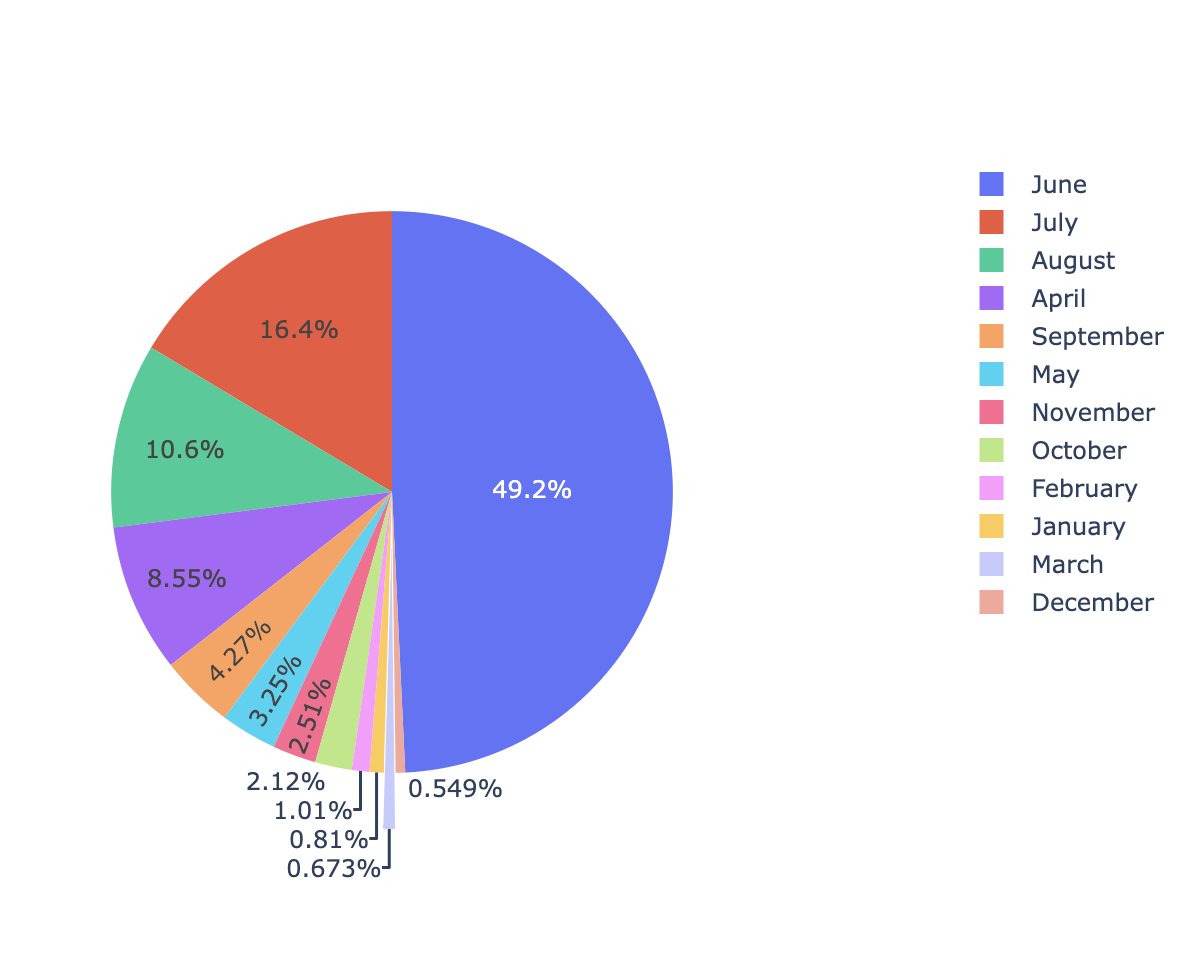 June
July
August
April
September
May
November
October
February
January
March
December
16.4%
10.6%
49.2%
8.55%
4.27%
3.25%
2.51%
2.12%
0.549%
1.01%
0.81%
0.673%